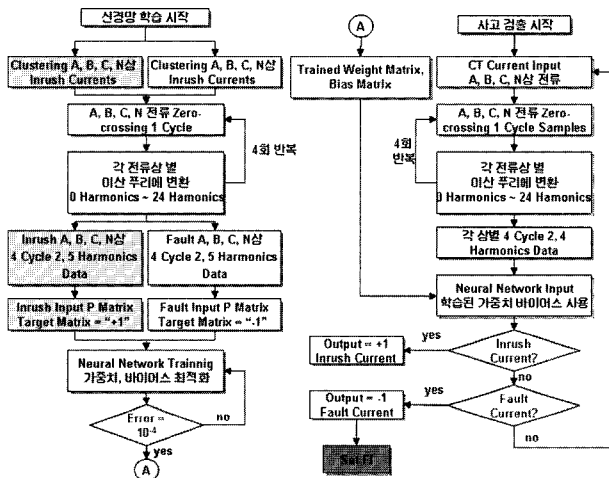 신경망 학습 시작
Clustering A, B, C, N상
Inrush Currents
Clustering A, B, C, N상
Inrush Currents
A, B, C, N 전류 Zero-
crossing 1 Cycle
4회 반복
각 전류상 별
이산 푸리에 변환
0 Harmonics ~ 24 Hamonics
Inrush A, B, C, N상
4 Cycle 2, 5 Harmonics
Data
Fault A, B, C, N상
4 Cycle 2, 5 Harmonics
Data
Inrush Input P Matrix
Target Matrix = “+1”
Fault Input P Matrix
Target Matrix = “-1”
Neural Network Trainnig
가중치, 바이어스 최적화
Error =
10-4
no
yes
A
A
Trained Weight Matrix,
Bias Matrix
사고 검출 시작
CT Current Input
A, B, C, N상 전류
A, B, C, N 전류 Zero-
crossing 1 Cycle Samples
4회
반복
각 전류상 별
이산 푸리에 변환
0 Harmonics ~ 24 Hamonics
각 상별 4 Cycle 2, 4
Harmonics Data
Neural Network Input
학습된 가중치 바이어스 사용
Inrush
Current?
yes
Output = +1
Inrush Current
no
Fault
Current?
yes
Output = -1
Fault Current
no